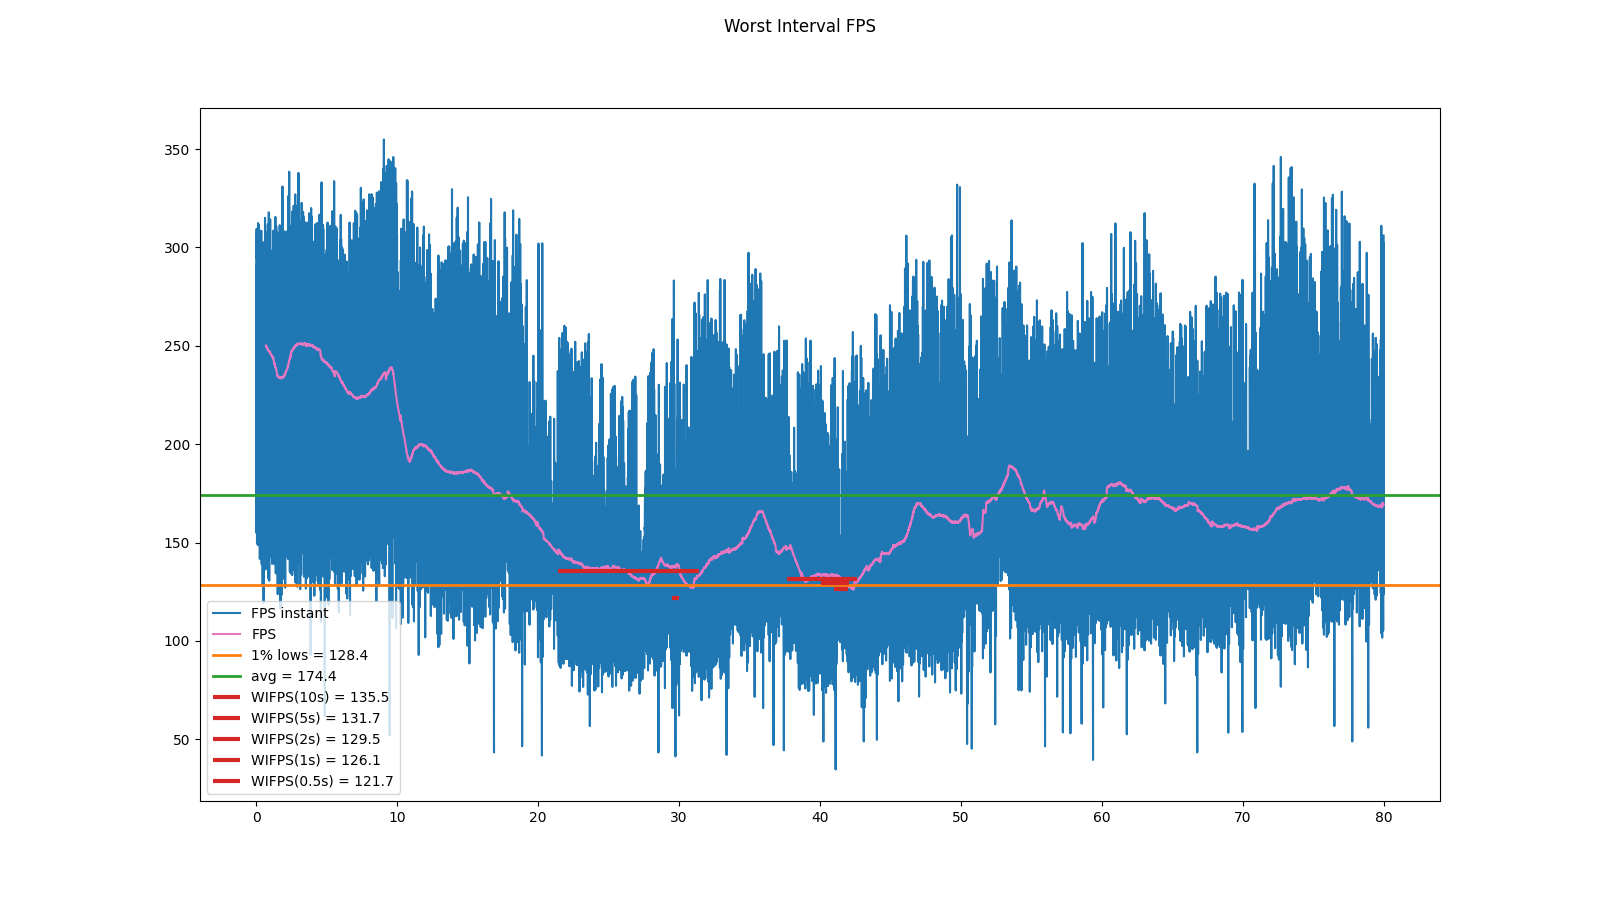 Worst Interval FPS
350
300
250
200
150
100
50
FPS instant
FPS
1% lows = 128.4
avg = 174.4
WIFPS(10s) = 135.5
WIFPS(5s) = 131.7
WIFPS(2s) = 129.5
WIFPS(1s) = 126.1
WIFPS(0.5s) = 121.7
0 10 20 30 40 50 60 70 80